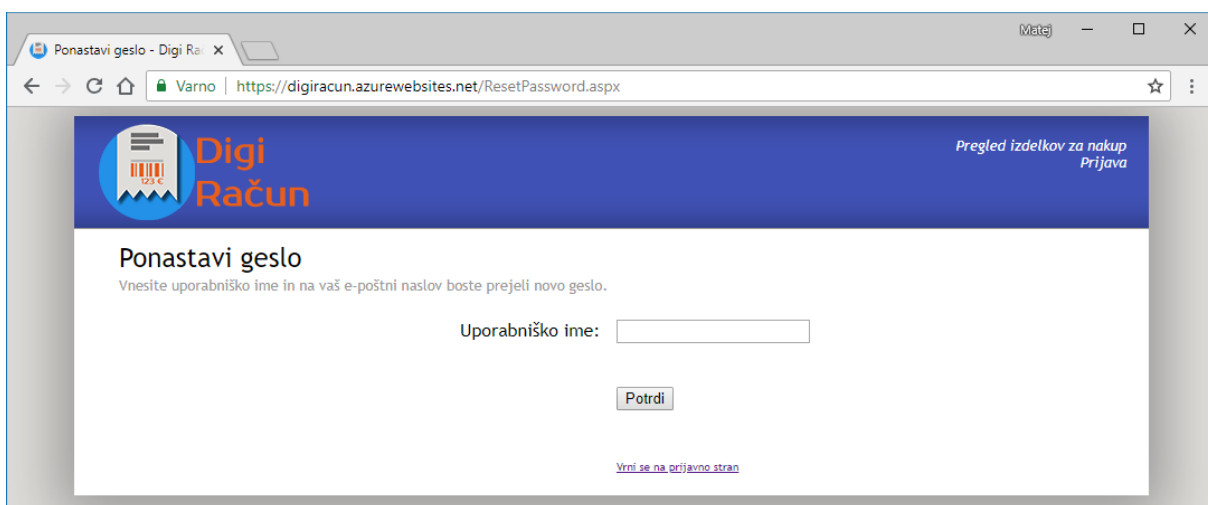 Matej
Ponastavi geslo - Digi Ra
Varno | https://digiracun.azurewebsites.net/ResetPassword.aspx
123 €
Digi
Račun
Pregled izdelkov za nakup
Prijava
Ponastavi geslo
Vnesite uporabniško ime in na vaš e-poštni naslov boste prejeli novo geslo.
Uporabniško ime:
Potrdi
Vrni se na prijavno stran